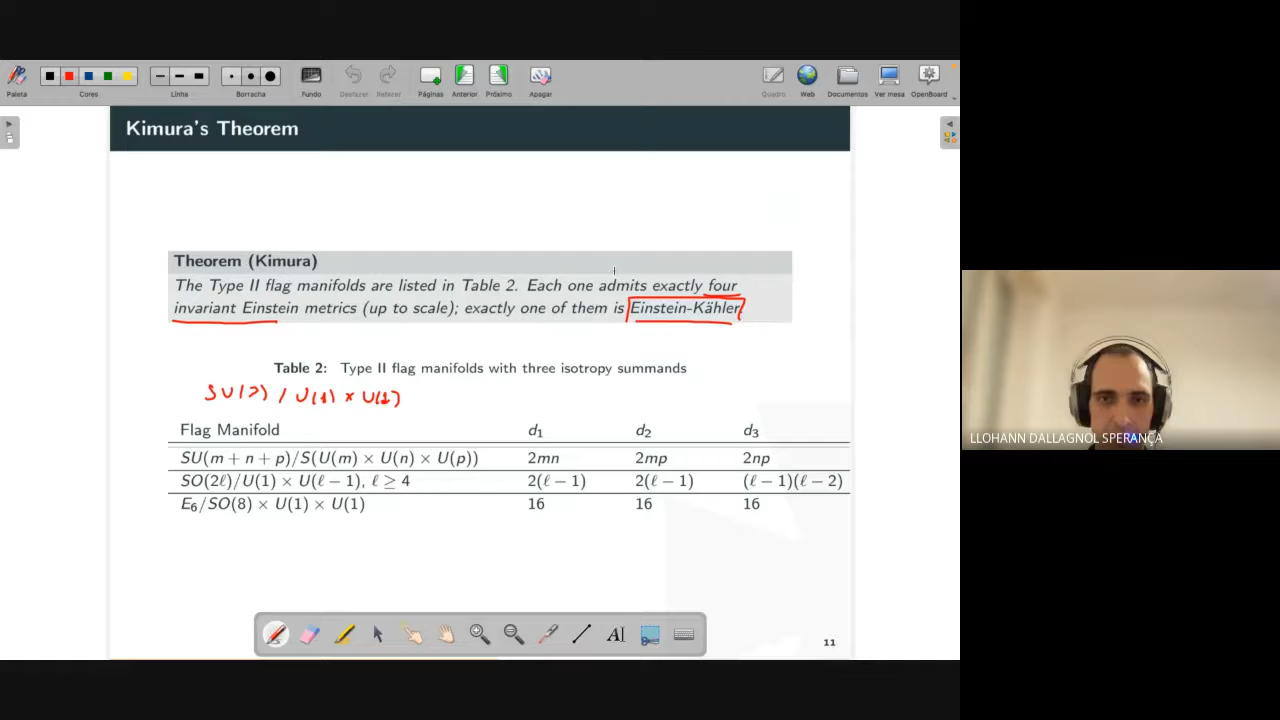 Paleta
Cores
Linha
Borracha
Fundo
Desfazer
Refazer
Páginas
Anterior
Próximo
Apagar
Quadro
Web
Documentos
Ver mesa
OpenBoard
Kimura's Theorem
Theorem (Kimura)
The Type II flag manifolds are listed in Table 2. Each one admits exactly four
invariant Einstein metrics (up to scale); exactly one of them is Einstein-Kähler
Table 2: Type II flag manifolds with three isotropy summands
SU(3) / U(1) × U(1)
Flag Manifold d₁ d₂ d₃
SU(m + n + p)/S(U(m) × U(n) × U(p)) 2mn 2mp 2np
SO(2ℓ)/U(1) × U(ℓ − 1), ℓ ≥ 4 2(ℓ − 1) 2(ℓ − 1) (ℓ − 1)(ℓ − 2)
E₆/SO(8) × U(1) × U(1) 16 16 16
11
LLOHANN DALLAGNOL SPERANÇA